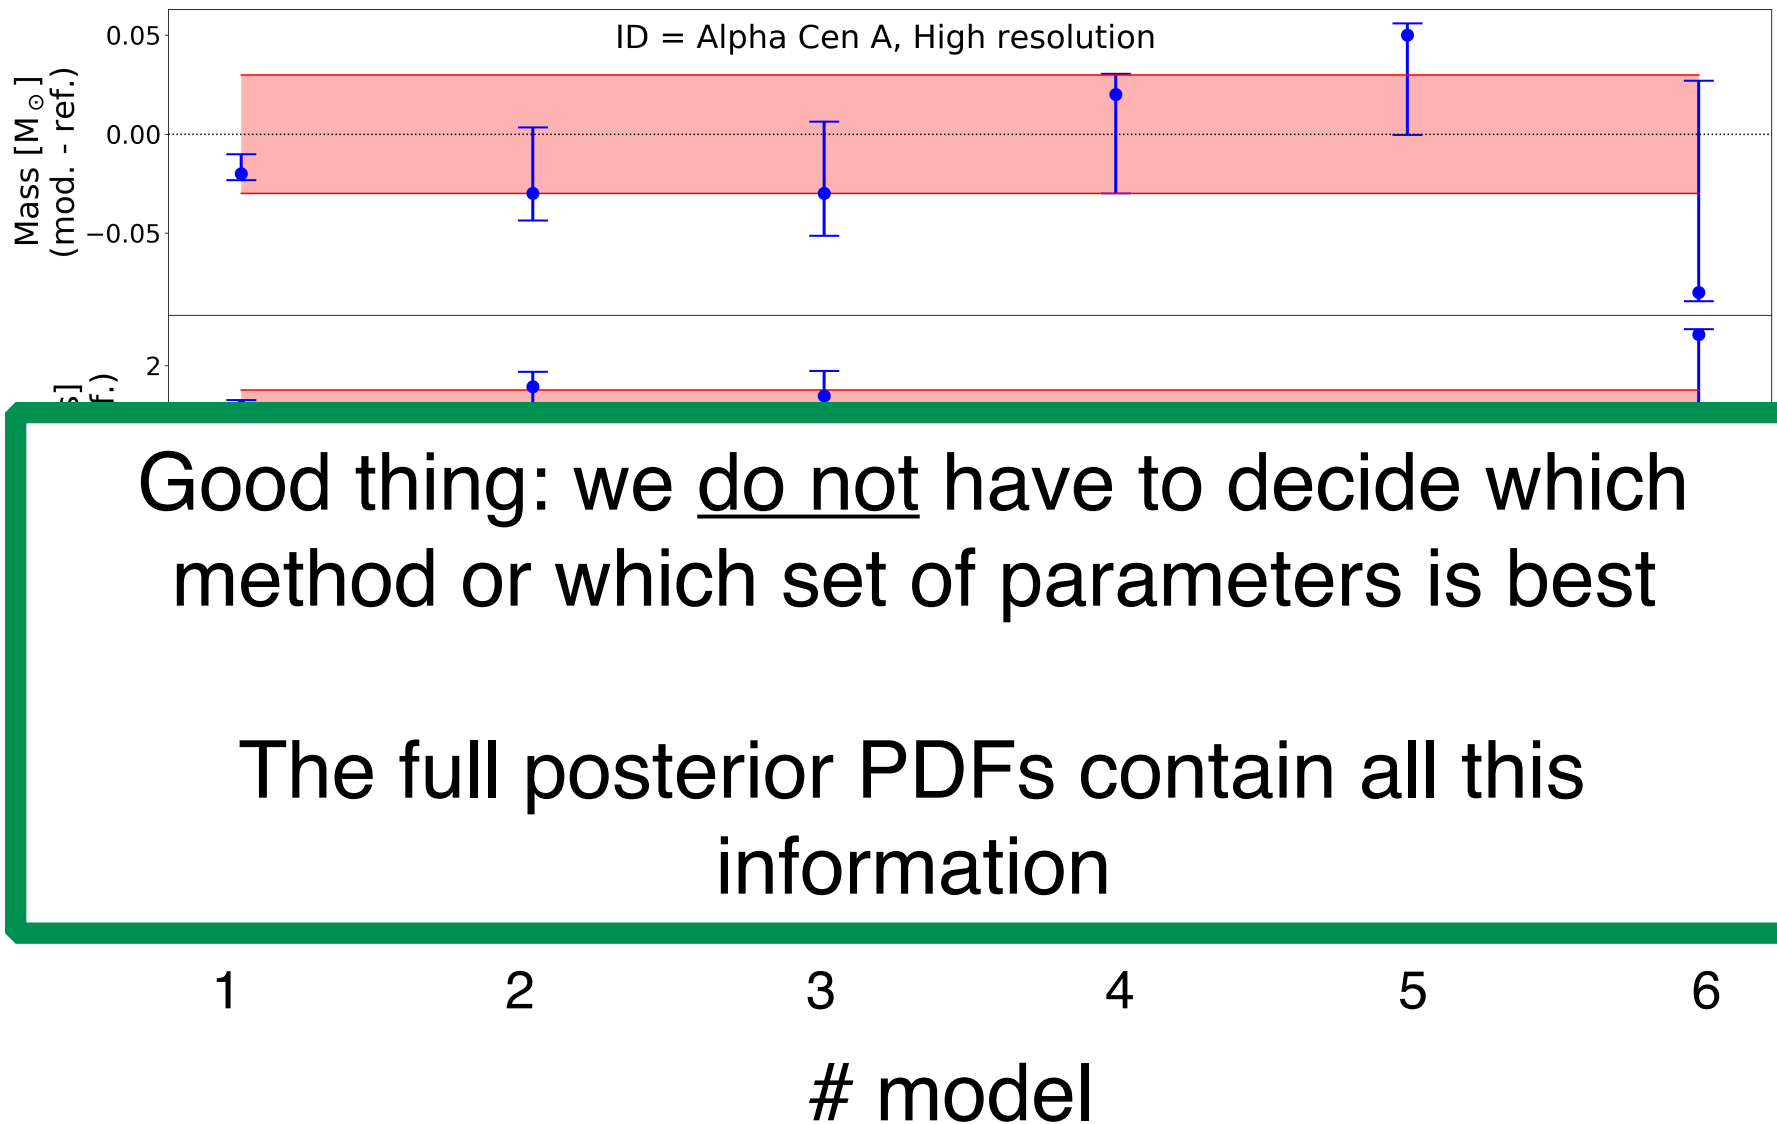 ID = Alpha Cen A, High resolution
Mass [M⊙]
(mod. - ref.)
0.05
0.00
−0.05
2
Good thing: we do not have to decide which
method or which set of parameters is best
The full posterior PDFs contain all this
information
1 2 3 4 5 6
# model